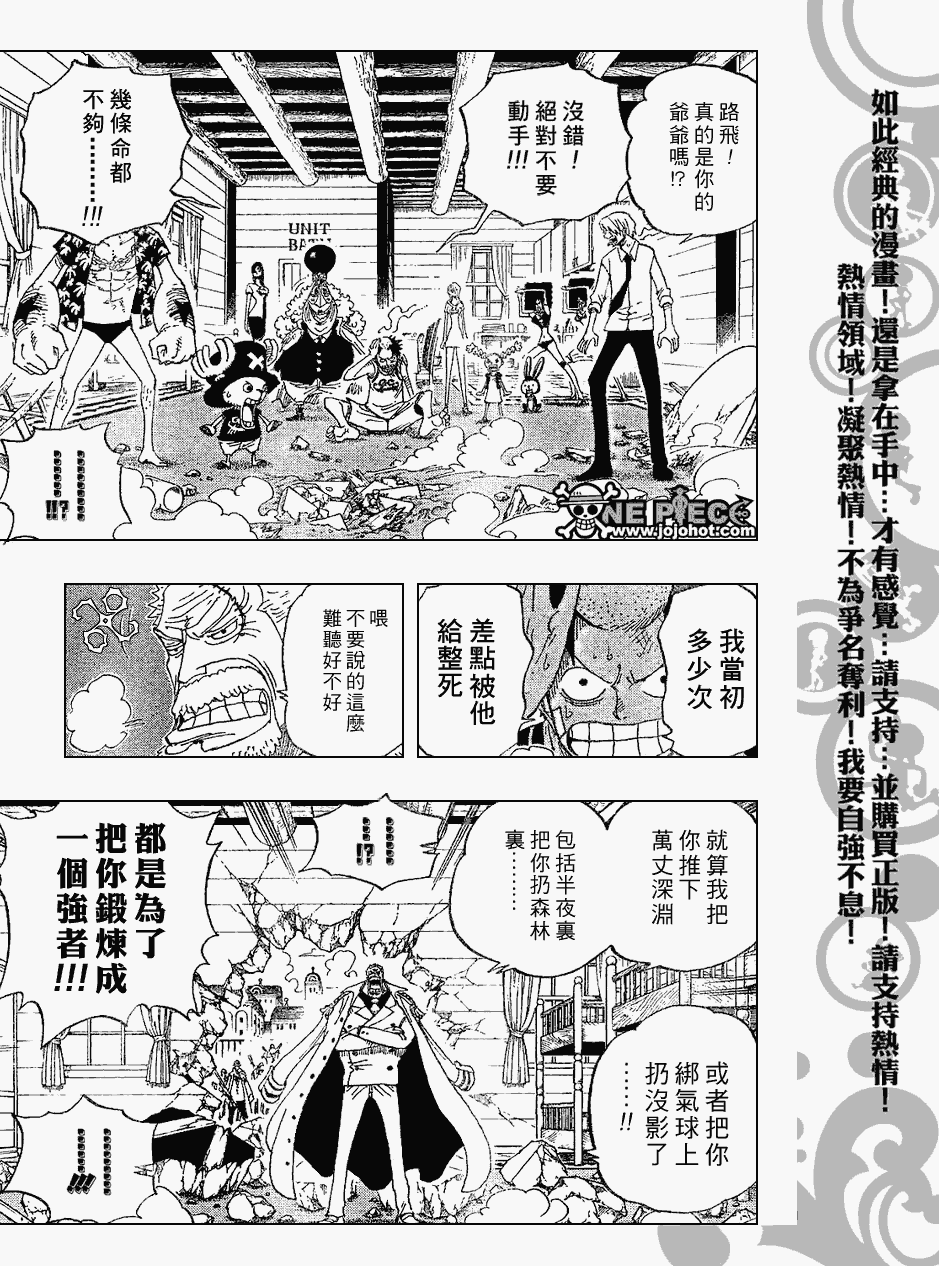 如此經典的漫畫！還是拿在手中…才有感覺…請支持…並購買正版！請支持熱情！
熱情領域！凝聚熱情！不為爭名奪利！我要自強不息！
路飛！
真的是你的
爺爺嗎!?
沒錯！
絕對不要
動手!!!
幾條命都
不夠………!!!
UNIT
BATH
………!!?
ONE PIECE
www.jojohot.com
我當初
多少次
差點被他
給整死
喂
不要說的這麼
難聽好不好
就算我把
你推下
萬丈深淵
包括半夜裏
把你扔森林
裏………
……!?
或者把你
綁氣球上
扔沒影了
……!!
都是為了
把你鍛煉成
一個強者!!!
………!!!